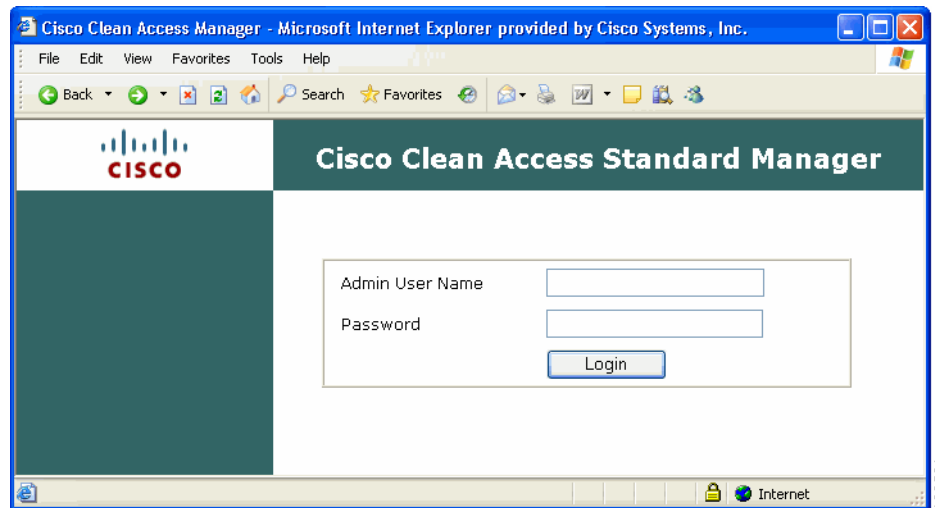 Cisco Clean Access Manager - Microsoft Internet Explorer provided by Cisco Systems, Inc.
File Edit View Favorites Tools Help
Back Search Favorites
CISCO
Cisco Clean Access Standard Manager
Admin User Name
Password
Login
Internet